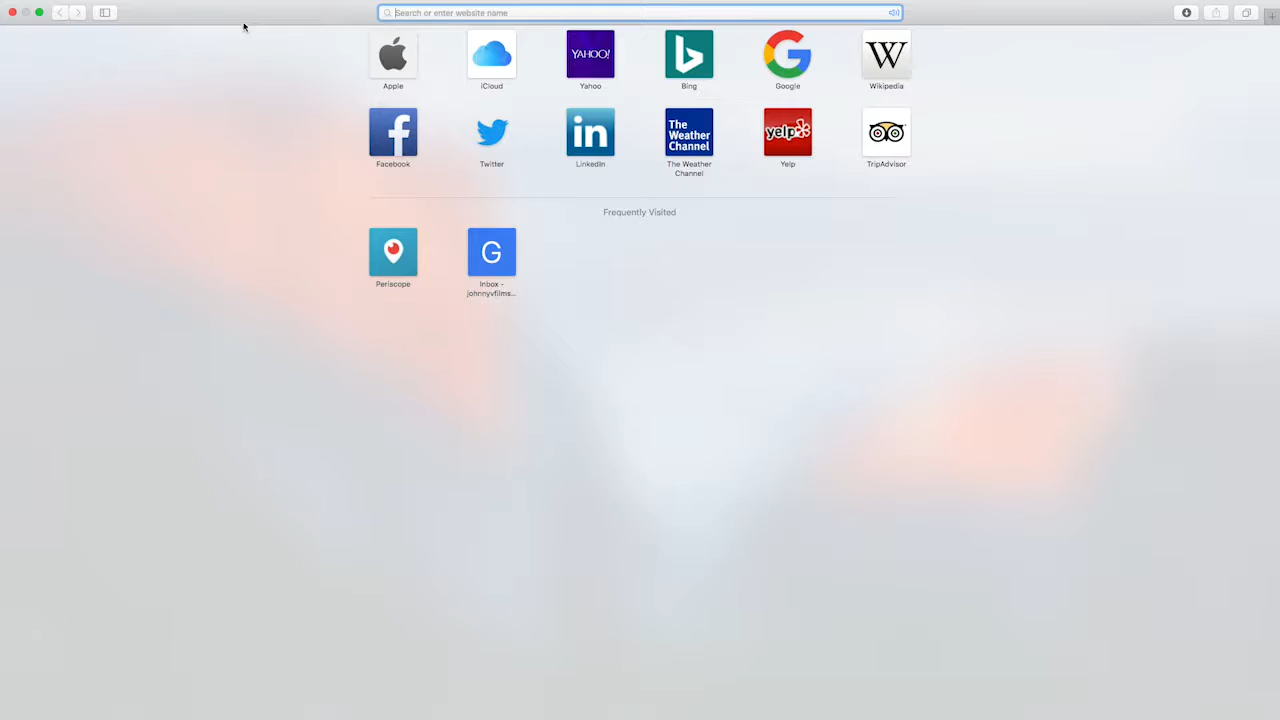 Search or enter website name
YAHOO!
b
G
W
Apple
iCloud
Yahoo
Bing
Google
Wikipedia
f
in
The
Weather
Channel
yelp
Facebook
Twitter
LinkedIn
The Weather
Channel
Yelp
TripAdvisor
Frequently Visited
G
Periscope
Inbox -
johnnyvfilms...